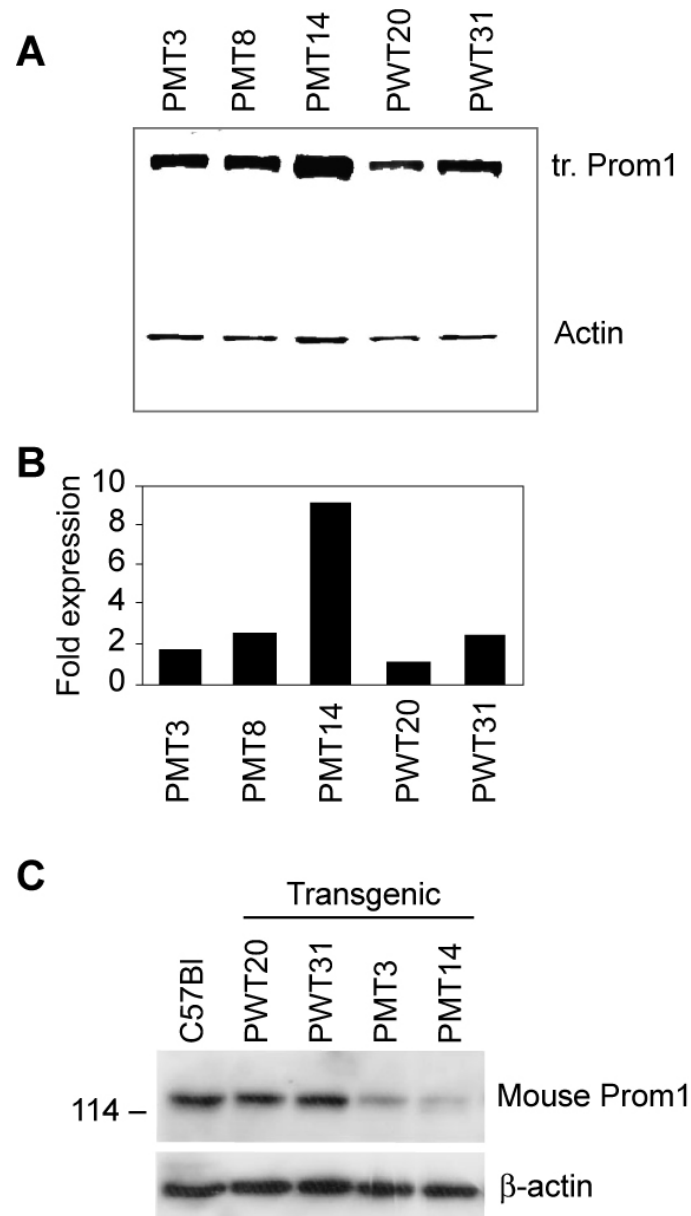 A
PMT3 PMT8 PMT14 PWT20 PWT31
tr. Prom1
Actin
B
Fold expression
10
8
6
4
2
0
PMT3 PMT8 PMT14 PWT20 PWT31
C
Transgenic
C57Bl PWT20 PWT31 PMT3 PMT14
114 –
Mouse Prom1
β-actin